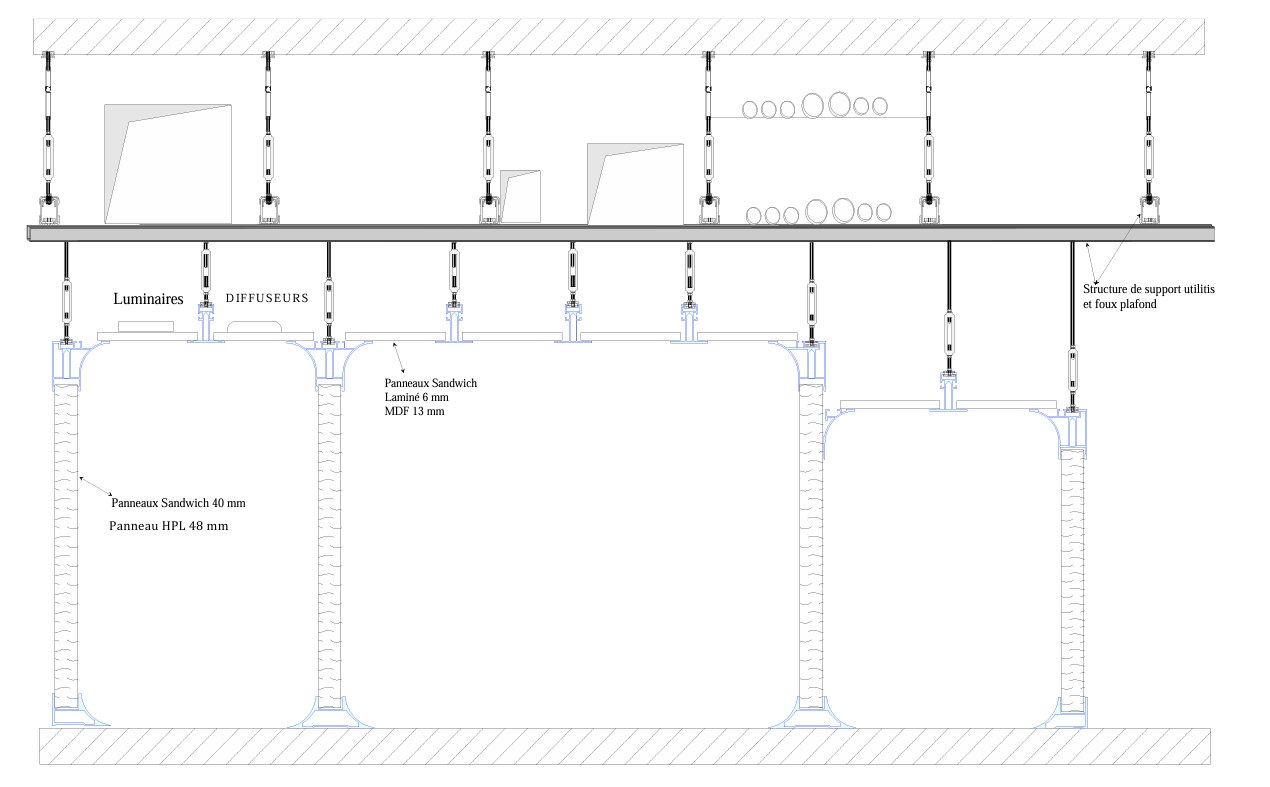 Structure de support utilitis
et foux plafond
Luminaires
DIFFUSEURS
Panneaux Sandwich
Laminé 6 mm
MDF 13 mm
Panneaux Sandwich 40 mm
Panneau HPL 48 mm